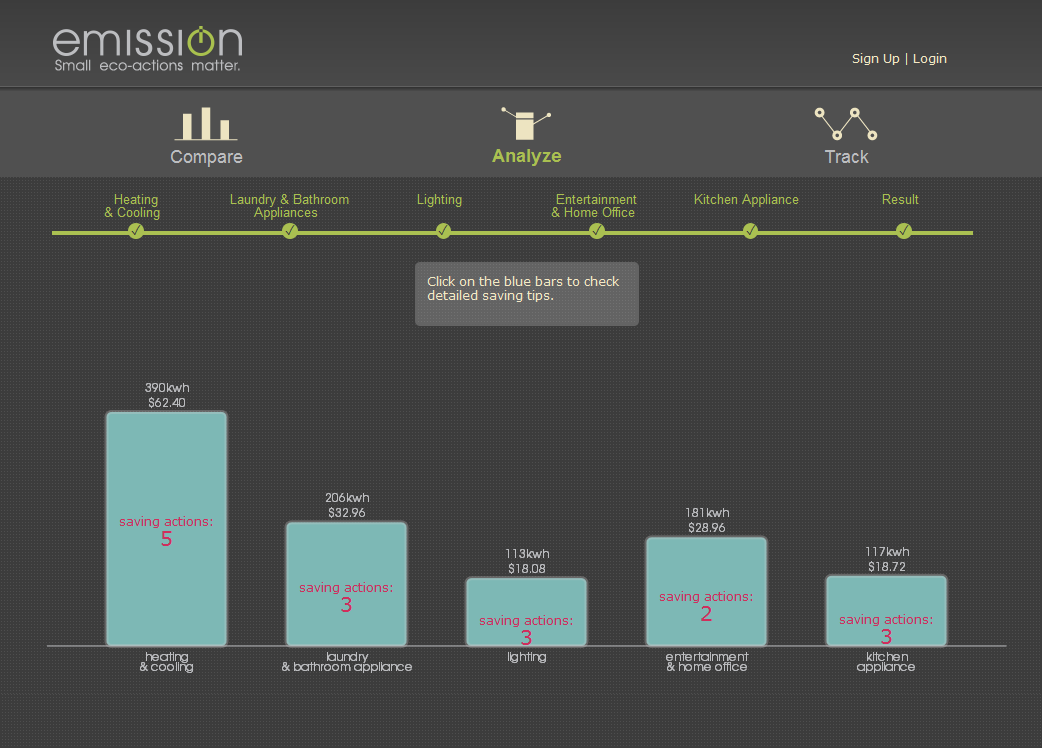 emission
Small eco-actions matter.
Sign Up | Login
Compare
Analyze
Track
Heating
& Cooling
Laundry & Bathroom
Appliances
Lighting
Entertainment
& Home Office
Kitchen Appliance
Result
Click on the blue bars to check
detailed saving tips.
390kwh
$62.40
saving actions:
5
heating
& cooling
206kwh
$32.96
saving actions:
3
laundry
& bathroom appliance
113kwh
$18.08
saving actions:
3
lighting
181kwh
$28.96
saving actions:
2
entertainment
& home office
117kwh
$18.72
saving actions:
3
kitchen
appliance